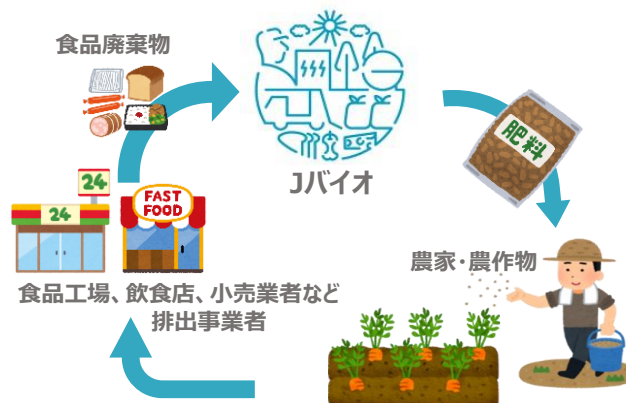 食品廃棄物
Jバイオ
肥料
24
24
FAST
FOOD
農家・農作物
食品工場、飲食店、小売業者など
排出事業者